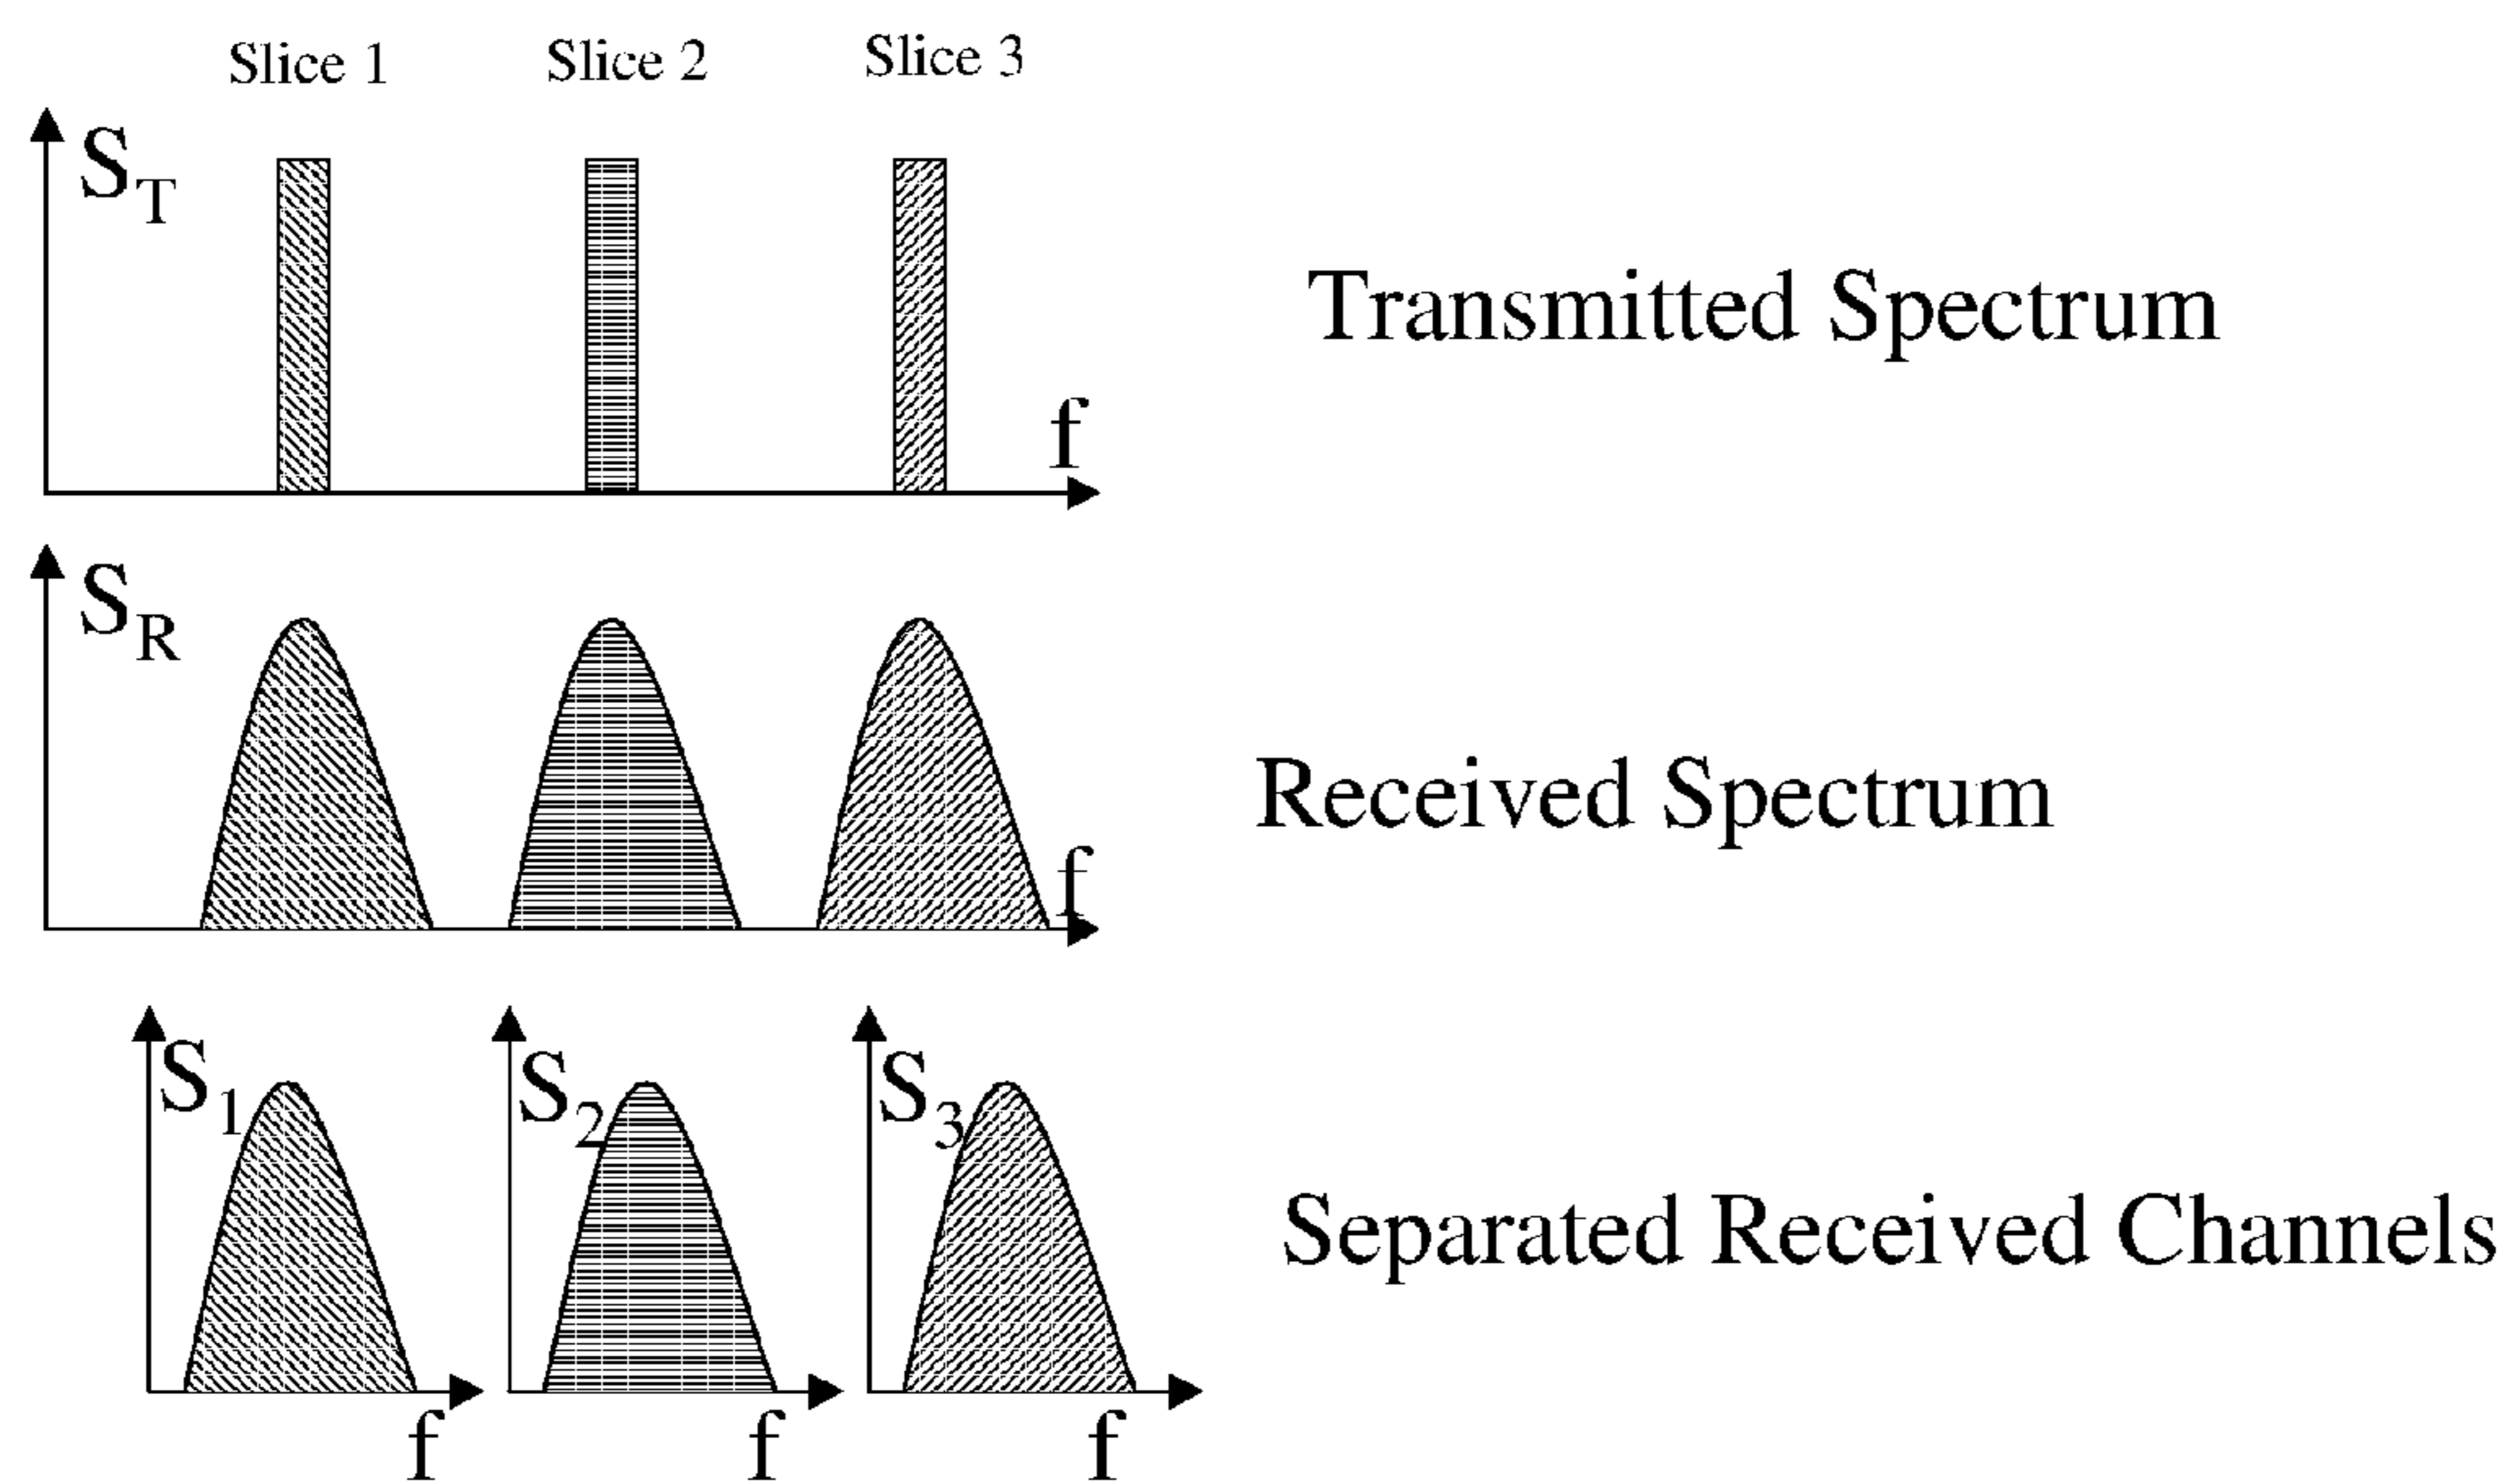 Slice 1 Slice 2 Slice 3
S_T
Transmitted Spectrum
f
S_R
Received Spectrum
f
S_1 S_2 S_3
Separated Received Channels
f f f